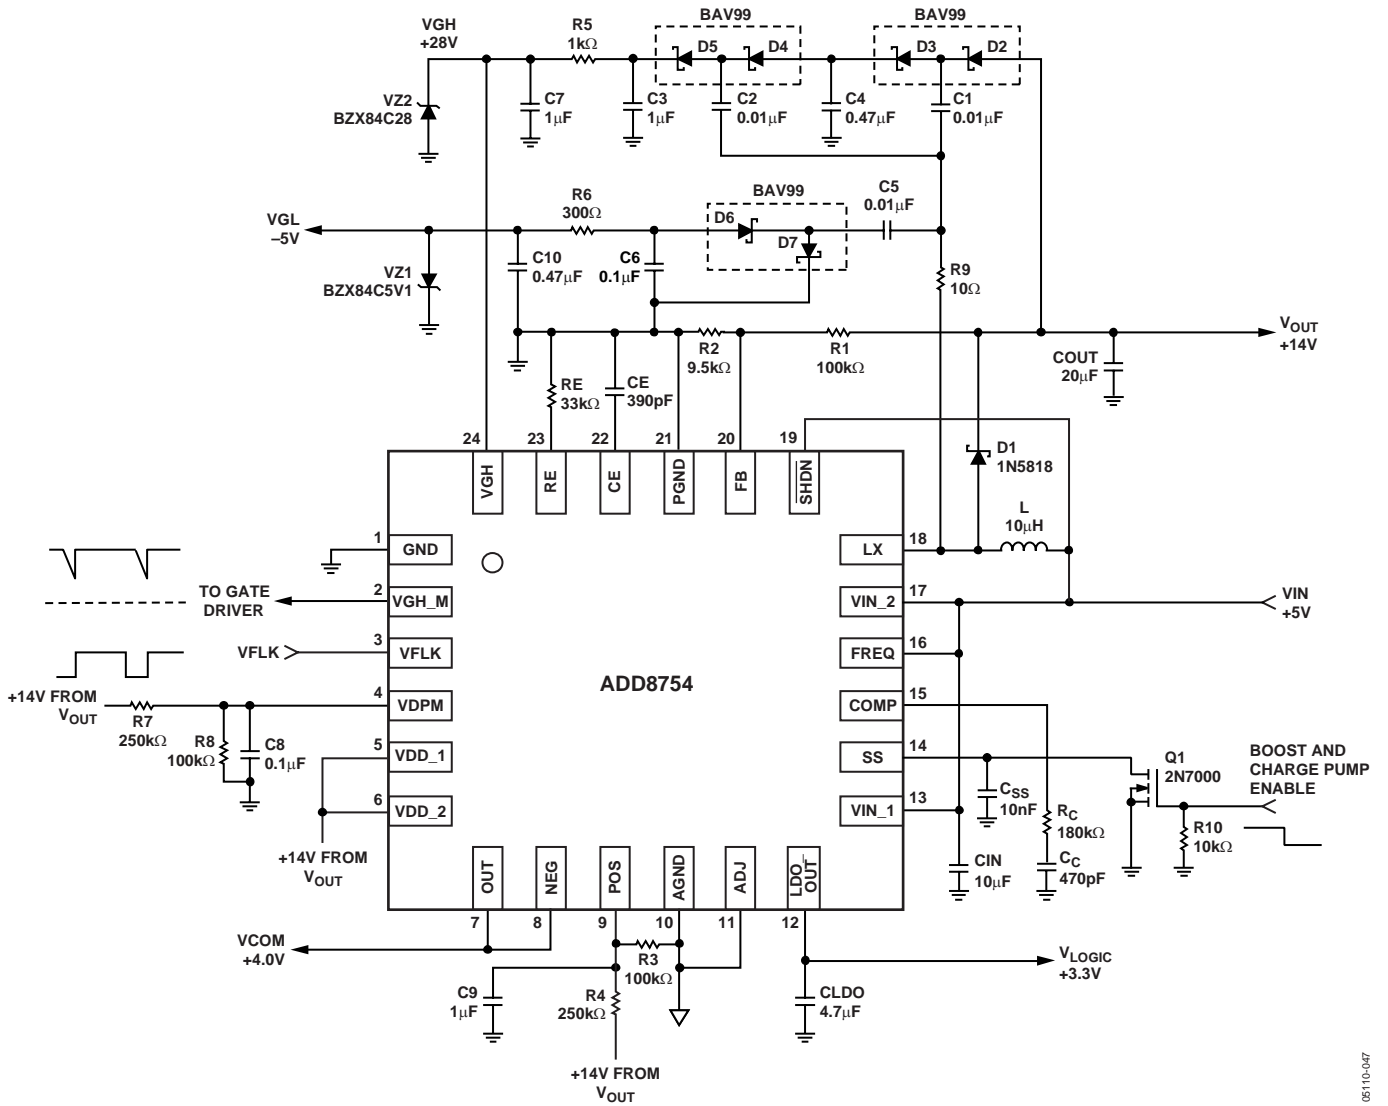 BAV99
BAV99
VGH
+28V
R5
1kΩ
D5
D4
D3
D2
VZ2
BZX84C28
C7
1μF
C3
1μF
C2
0.01μF
C4
0.47μF
C1
0.01μF
BAV99
R6
300Ω
C5
0.01μF
VGL
–5V
D6
D7
VZ1
BZX84C5V1
C10
0.47μF
C6
0.1μF
R9
10Ω
VOUT
+14V
R2
9.5kΩ
R1
100kΩ
COUT
20μF
RE
33kΩ
CE
390pF
24
23
22
21
20
19
D1
1N5818
VGH
RE
CE
PGND
FB
SHDN
L
10μH
1
GND
LX
18
TO GATE
DRIVER
2
VGH_M
VIN_2
17
VIN
+5V
VFLK
3
VFLK
FREQ
16
ADD8754
+14V FROM
VOUT
R7
250kΩ
4
VDPM
COMP
15
R8
100kΩ
C8
0.1μF
5
VDD_1
SS
14
Q1
2N7000
BOOST AND
CHARGE PUMP
ENABLE
CSS
10nF
6
VDD_2
VIN_1
13
RC
180kΩ
R10
10kΩ
+14V FROM
VOUT
OUT
NEG
POS
AGND
ADJ
LDO_
OUT
CIN
10μF
CC
470pF
7
8
9
10
11
12
VCOM
+4.0V
R3
100kΩ
VLOGIC
+3.3V
C9
1μF
R4
250kΩ
CLDO
4.7μF
+14V FROM
VOUT
05110-047